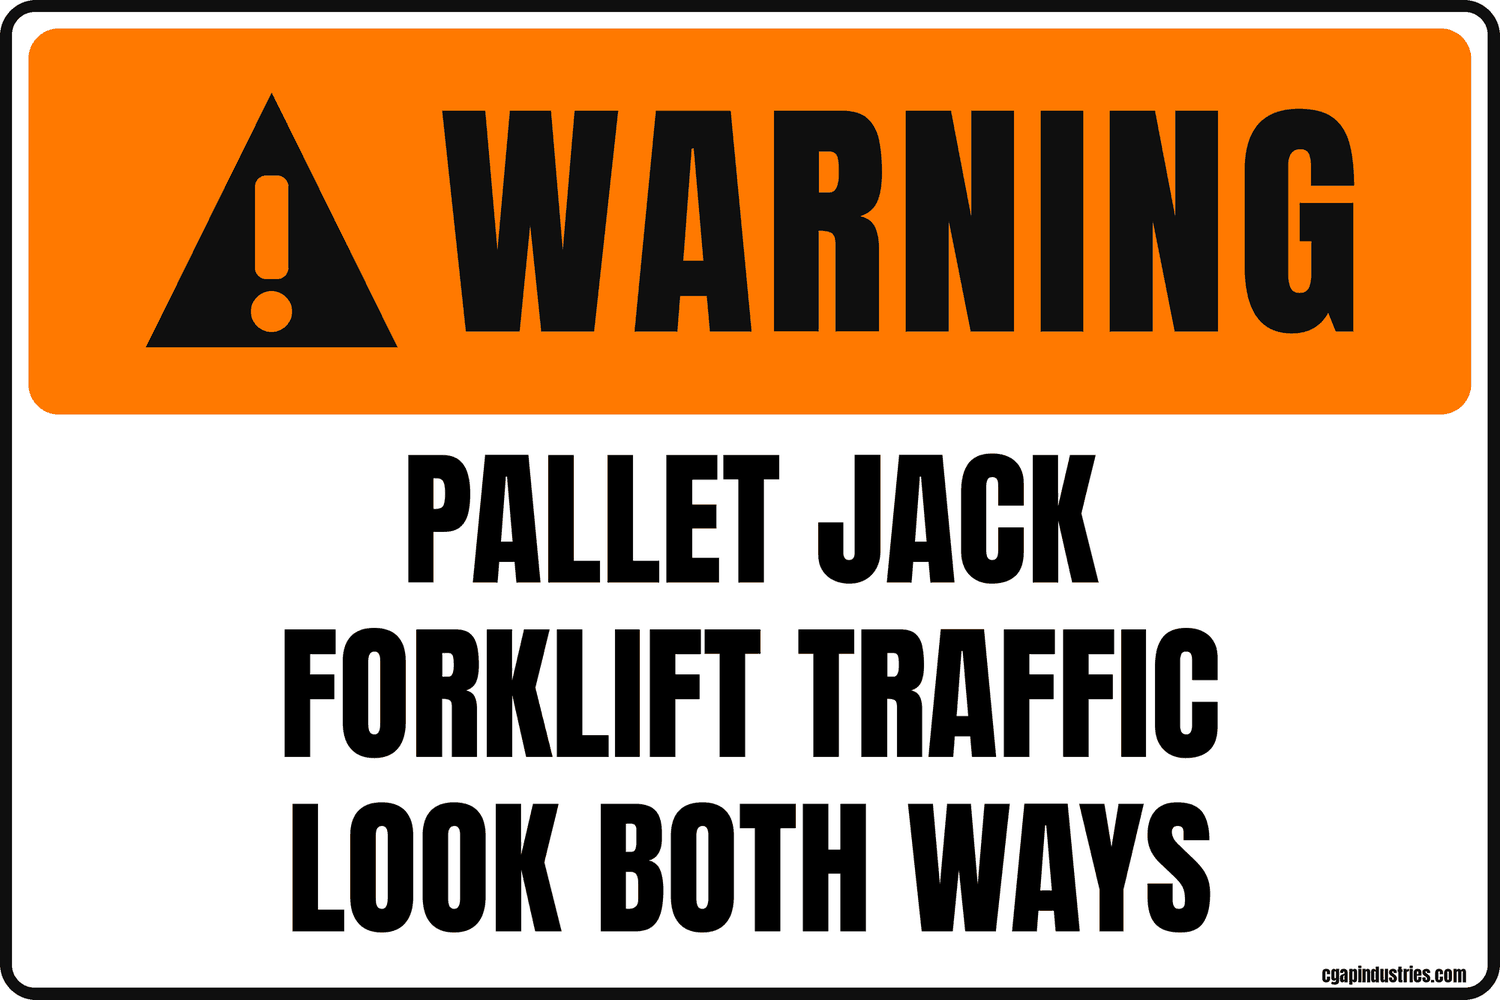 WARNING
PALLET JACK
FORKLIFT TRAFFIC
LOOK BOTH WAYS
cgapindustries.com